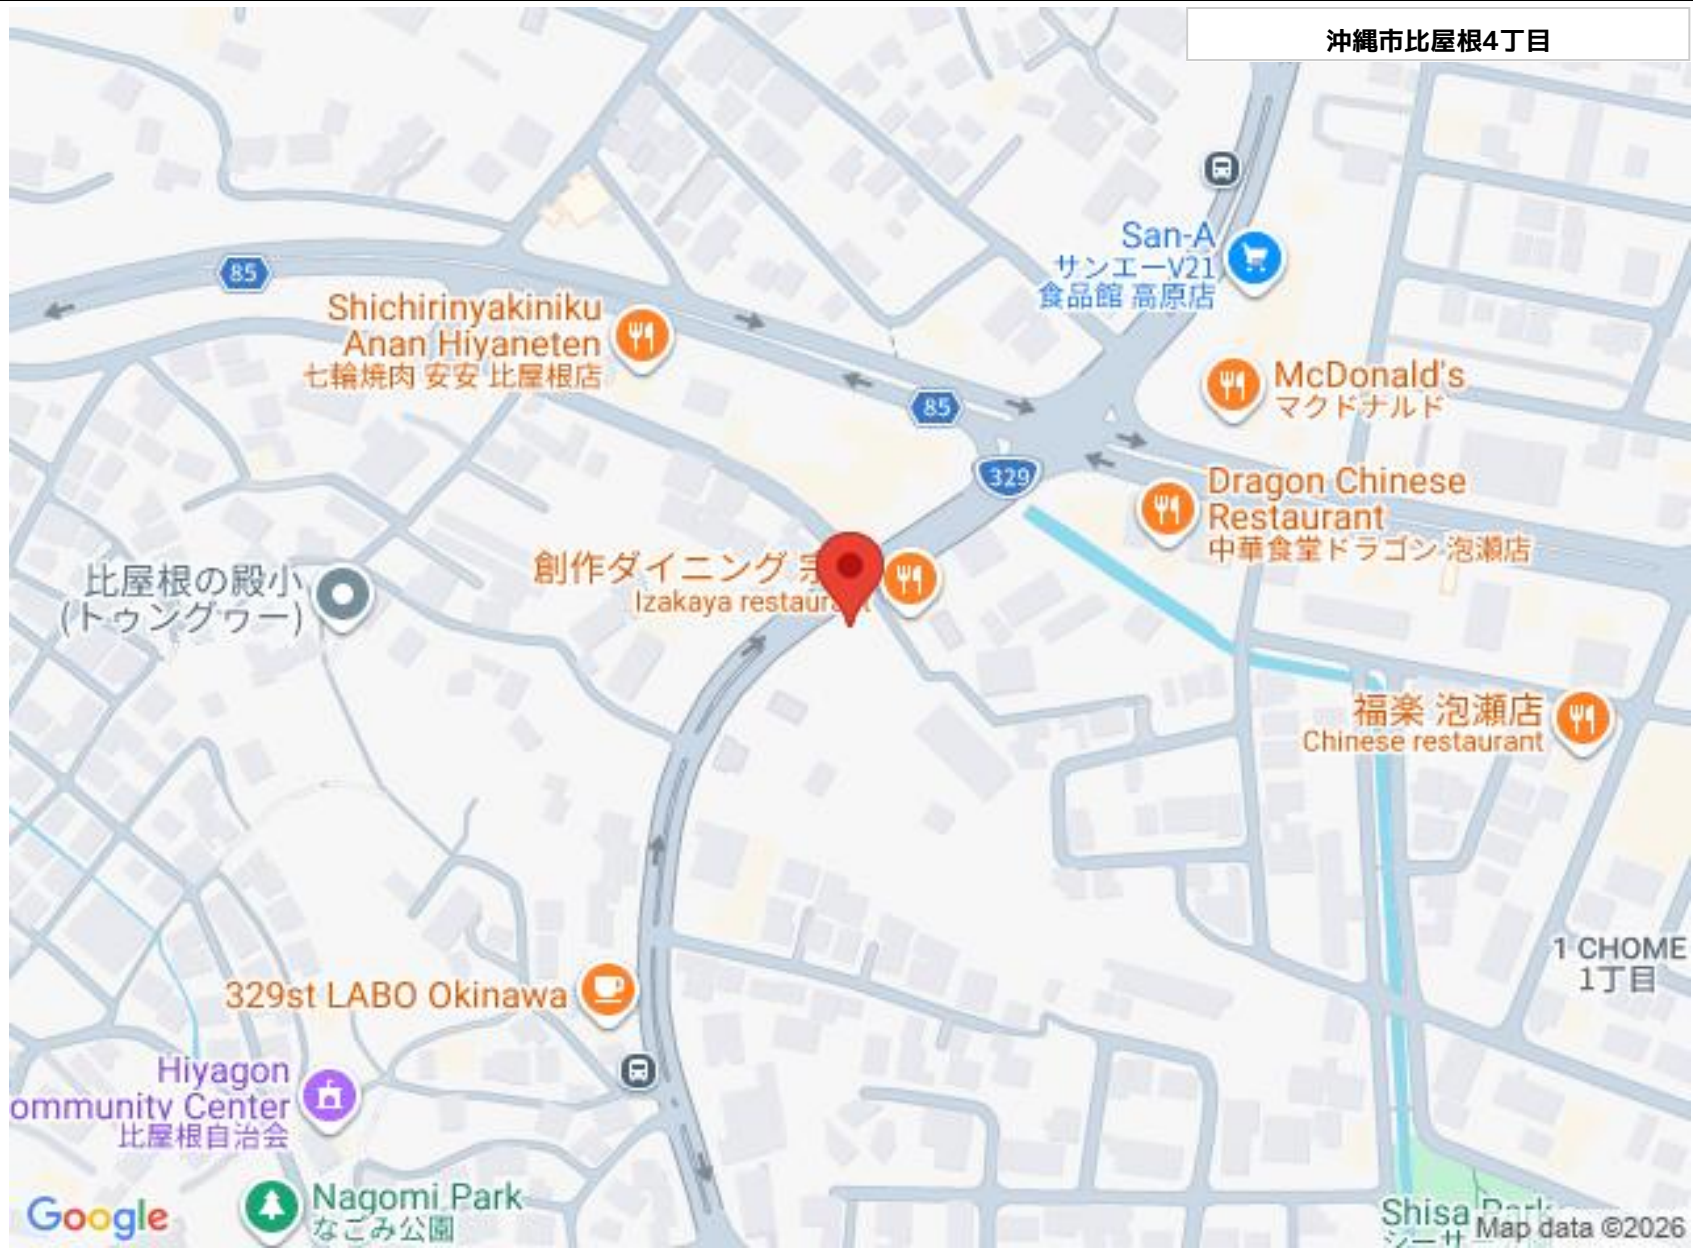 沖縄市比屋根4丁目
San-A
サンエーV21
食品館 高原店
85
Shichirinyakiniku
Anan Hiyaneten
七輪焼肉 安安 比屋根店
McDonald's
マクドナルド
85
329
Dragon Chinese
Restaurant
中華食堂ドラゴン 泡瀬店
創作ダイニング
Izakaya restaurant
比屋根の殿小
(トゥングヮー)
福楽 泡瀬店
Chinese restaurant
1 CHOME
1丁目
329st LABO Okinawa
Hiyagon
ommunity Center
比屋根自治会
Nagomi Park
なごみ公園
Google
Shisa Park
Map data ©2026